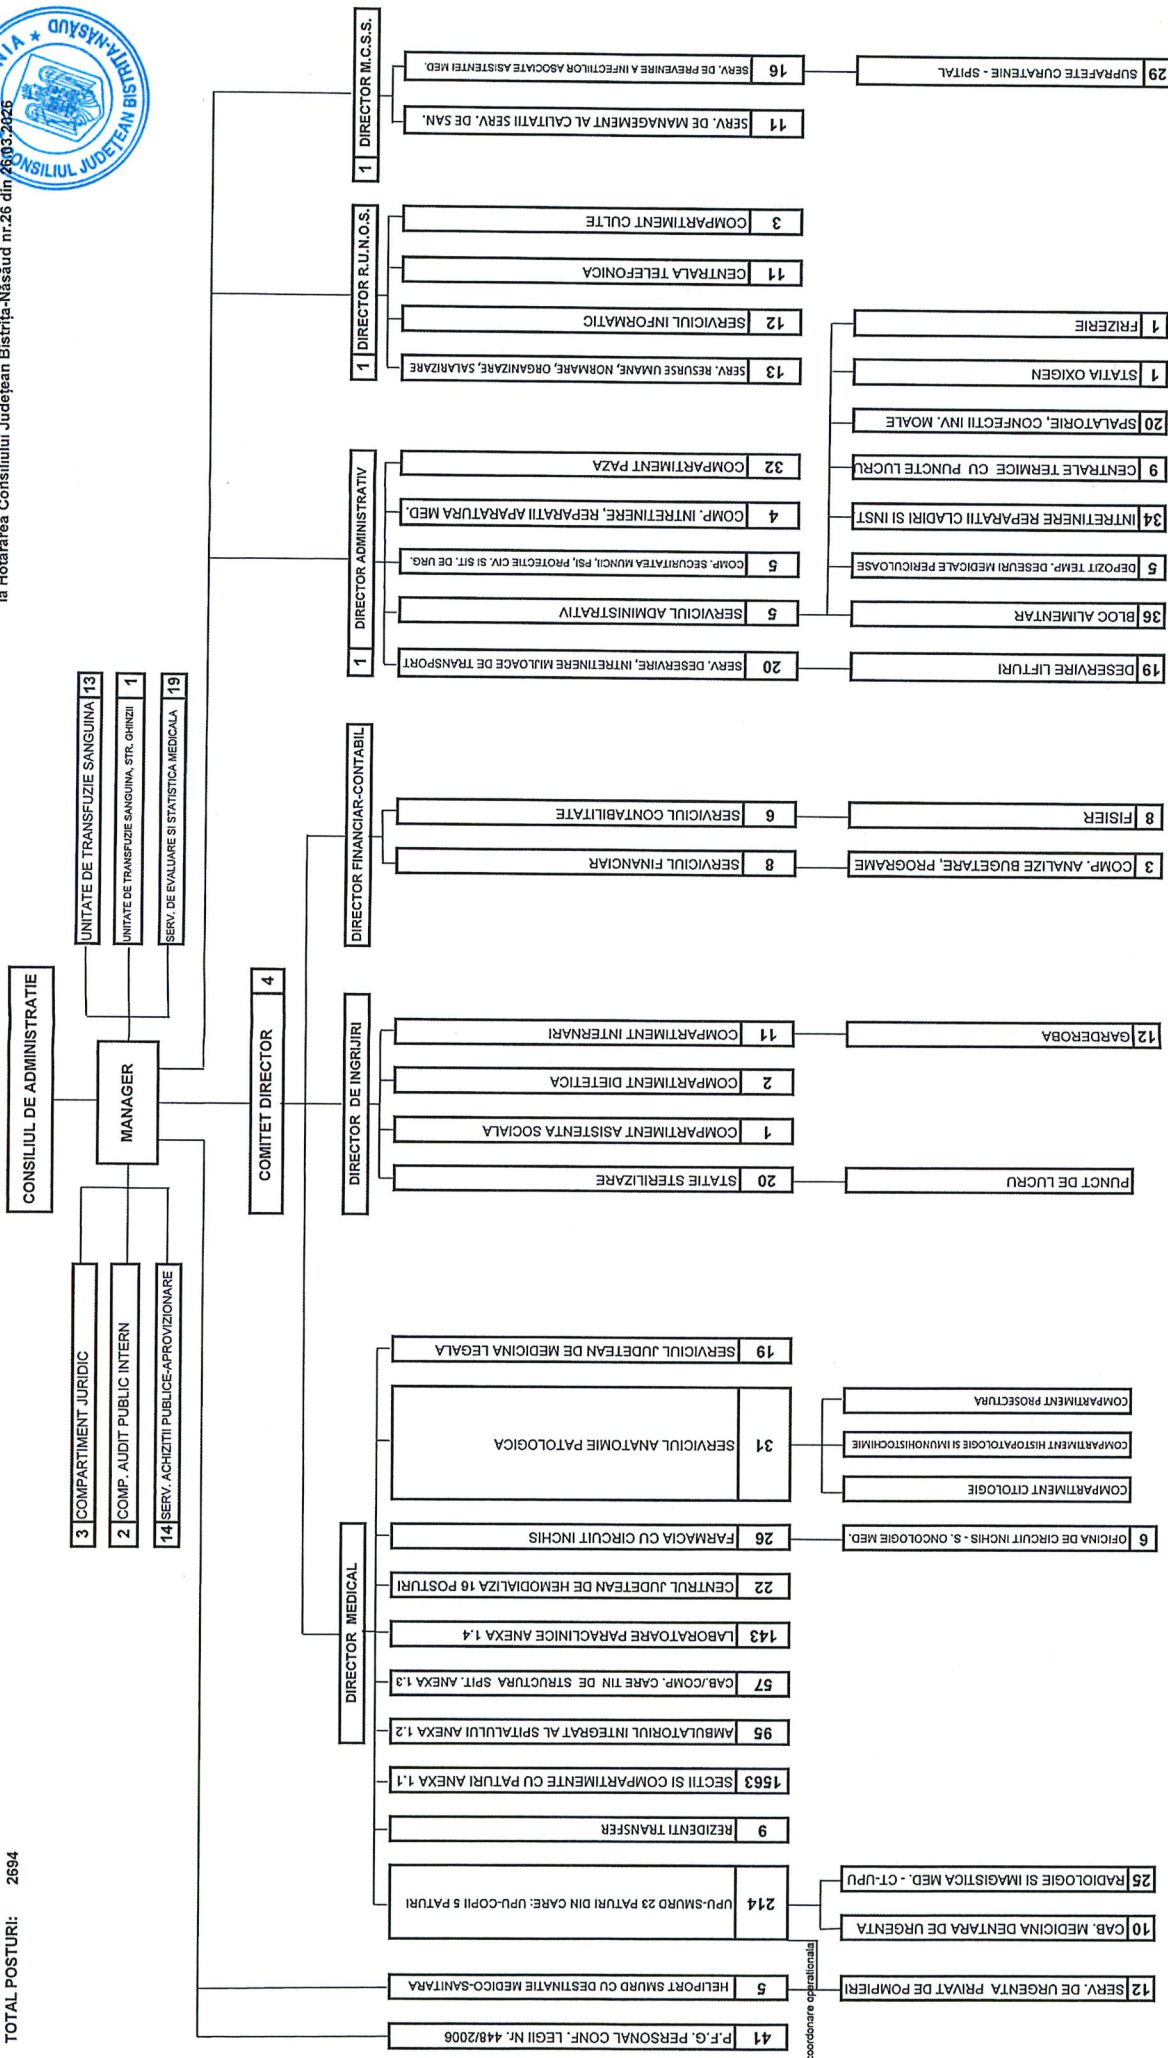 la Hotărârea Consiliului Județean Bistrița-Năsăud nr.26 din 26.03.2026
CONSILIUL JUDEȚEAN BISTRIȚA-NĂSĂUD *
TOTAL POSTURI: 2694
CONSILIUL DE ADMINISTRATIE
MANAGER
3 COMPARTIMENT JURIDIC
2 COMP. AUDIT PUBLIC INTERN
14 SERV. ACHIZITII PUBLICE-APROVIZIONARE
UNITATE DE TRANSFUZIE SANGUINA 13
UNITATE DE TRANSFUZIE SANGUINA, STR. GHINZII 1
SERV. DE EVALUARE SI STATISTICA MEDICALA 19
COMITET DIRECTOR 4
DIRECTOR MEDICAL
DIRECTOR DE INGRIJIRI
DIRECTOR FINANCIAR-CONTABIL
1 DIRECTOR ADMINISTRATIV
1 DIRECTOR R.U.N.O.S.
1 DIRECTOR M.C.S.S.
41 P.F.G. PERSONAL CONF. LEGII NR. 448/2006
5 HELIPORT SMURD CU DESTINATIE MEDICO-SANITARA
214 UPU-SMURD 23 PATURI DIN CARE: UPU-COPII 5 PATURI
9 REZIDENTI TRANSFER
1563 SECTII SI COMPARTIMENTE CU PATURI ANEXA 1.1
95 AMBULATORIUL INTEGRAT AL SPITALULUI ANEXA 1.2
57 CAB./COMP. CARE TIN DE STRUCTURA SPIT. ANEXA 1.3
143 LABORATOARE PARACLINICE ANEXA 1.4
22 CENTRUL JUDETEAN DE HEMODIALIZA 16 POSTURI
26 FARMACIA CU CIRCUIT INCHIS
31 SERVICIUL ANATOMIE PATOLOGICA
19 SERVICIUL JUDETEAN DE MEDICINA LEGALA
20 STATIE STERILIZARE
1 COMPARTIMENT ASISTENTA SOCIALA
2 COMPARTIMENT DIETETICA
11 COMPARTIMENT INTERNARI
8 SERVICIUL FINANCIAR
6 SERVICIUL CONTABILITATE
20 SERV. DESERVIRE, INTRETINERE MIJLOACE DE TRANSPORT
5 SERVICIUL ADMINISTRATIV
5 COMP. SECURITATEA MUNCII, PSI, PROTECTIE CIV. SI SIT. DE URG.
4 COMP. INTRETINERE, REPARATII APARATURA MED.
32 COMPARTIMENT PAZA
13 SERV. RESURSE UMANE, NORMARE, ORGANIZARE, SALARIZARE
12 SERVICIUL INFORMATIC
11 CENTRALA TELEFONICA
3 COMPARTIMENT CULTE
11 SERV. DE MANAGEMENT AL CALITATII SERV. DE SAN.
16 SERV. DE PREVENIRE A INFECTIILOR ASOCIATE ASISTENTEI MED.
coordonare operationala
12 SERV. DE URGENTA PRIVAT DE POMPIERI
10 CAB. MEDICINA DENTARA DE URGENTA
25 RADIOLOGIE SI IMAGISTICA MED. - CT-UPU
6 OFICINA DE CIRCUIT INCHIS - S. ONCOLOGIE MED.
COMPARTIMENT CITOLOGIE
COMPARTIMENT HISTOPATOLOGIE SI IMUNOHISTOCHIMIE
COMPARTIMENT PROSECTURA
PUNCT DE LUCRU
12 GARDEROBA
3 COMP. ANALIZE BUGETARE, PROGRAME
8 FISIER
19 DESERVIRE LIFTURI
36 BLOC ALIMENTAR
5 DEPOZIT TEMP. DESEURI MEDICALE PERICULOASE
34 INTRETINERE REPARATII CLADIRI SI INST
9 CENTRALE TERMICE CU PUNCTE LUCRU
20 SPALATORIE, CONFECTII INV. MOALE
1 STATIA OXIGEN
1 FRIZERIE
29 SUPRAFETE CURATENIE - SPITAL